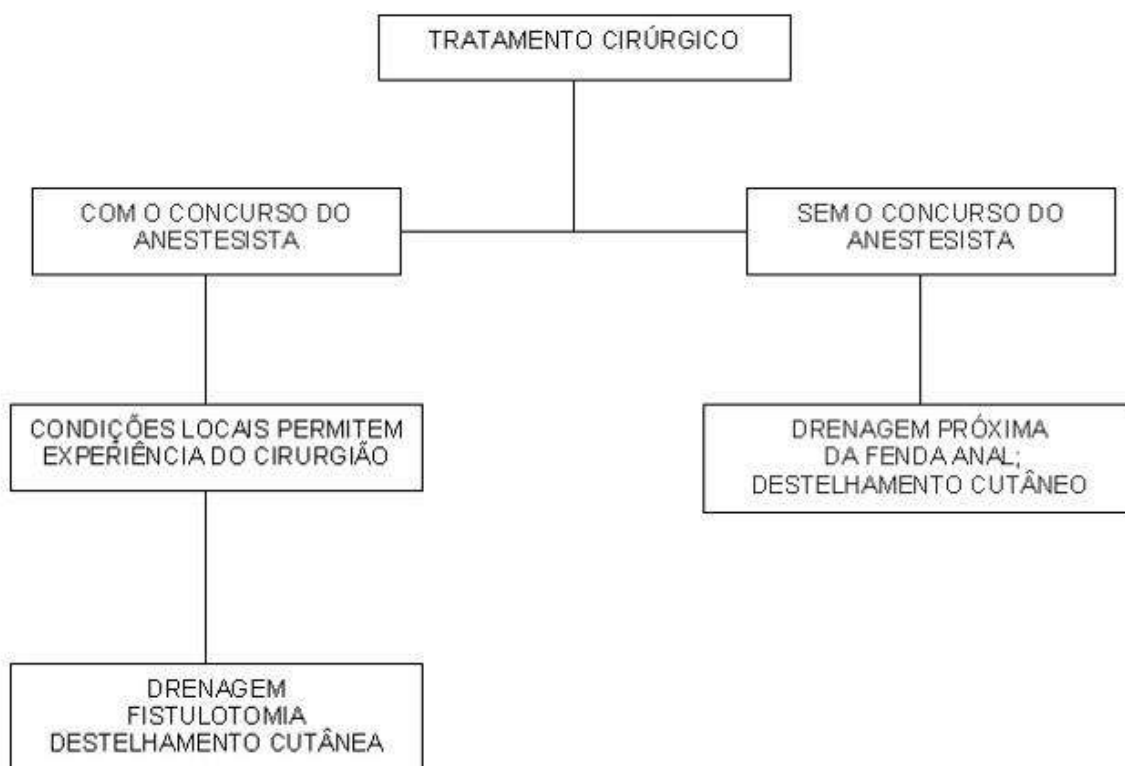 TRATAMENTO CIRÚRGICO
COM O CONCURSO DO
ANESTESISTA
SEM O CONCURSO DO
ANESTESISTA
CONDIÇÕES LOCAIS PERMITEM
EXPERIÊNCIA DO CIRURGIÃO
DRENAGEM PRÓXIMA
DA FENDA ANAL;
DESTELHAMENTO CUTÂNEO
DRENAGEM
FISTULOTOMIA
DESTELHAMENTO CUTÂNEA